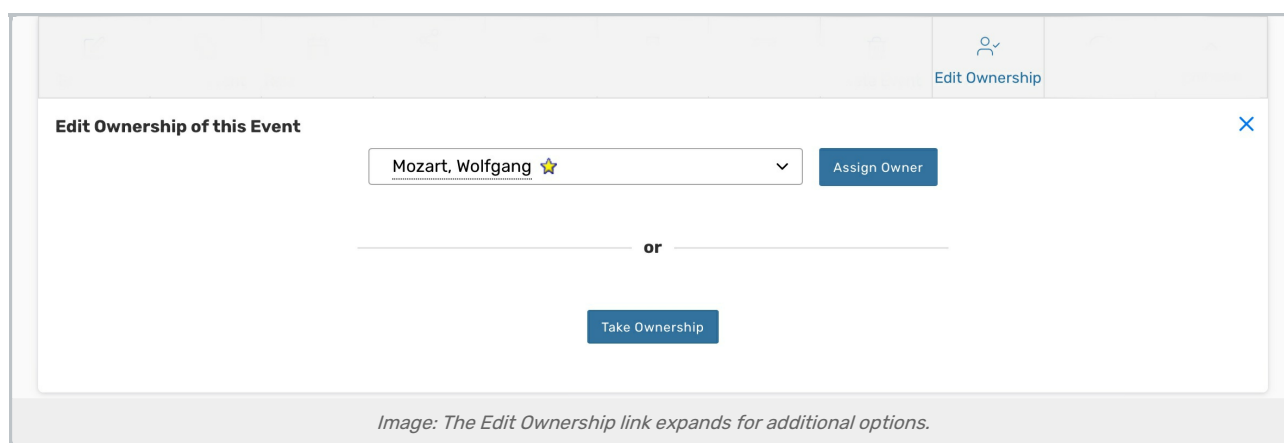 Edit Ownership
Edit Ownership of this Event
Mozart, Wolfgang
Assign Owner
or
Take Ownership
Image: The Edit Ownership link expands for additional options.